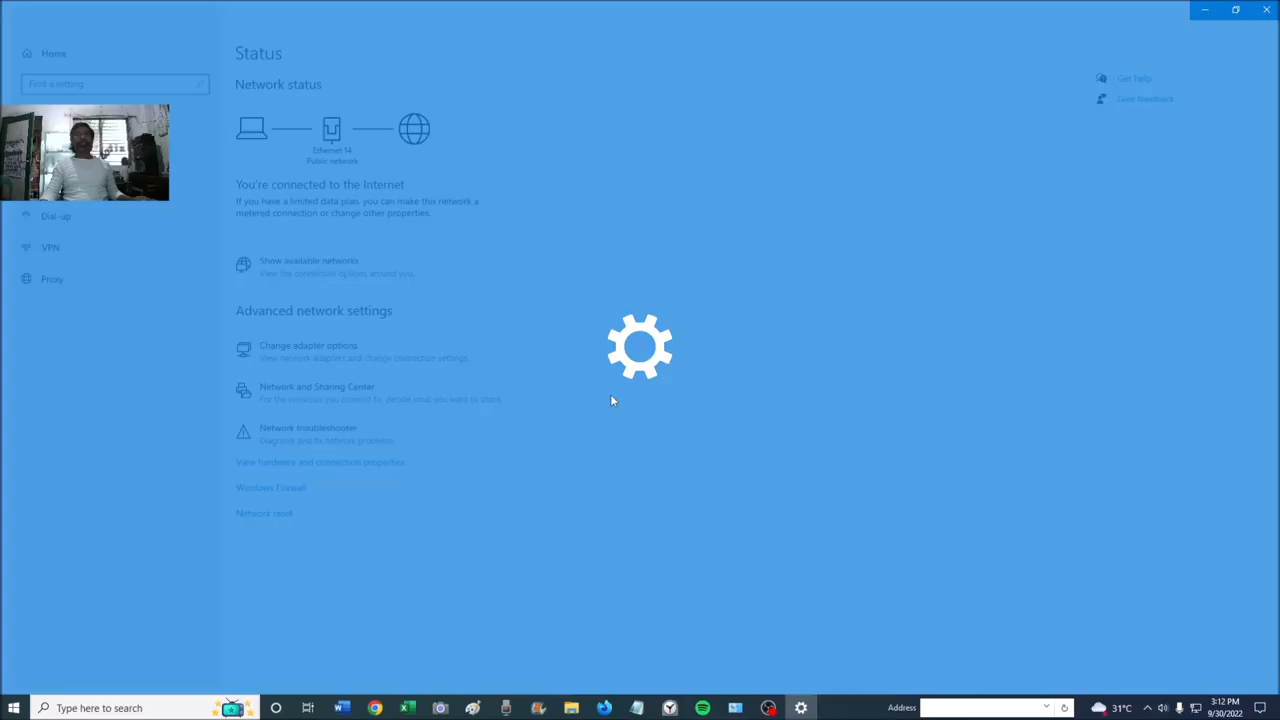 Home
Status
Find a setting
Network status
Get help
Give feedback
Ethernet 14
Public network
You're connected to the Internet
If you have a limited data plan, you can make this network a
metered connection or change other properties.
Dial-up
VPN
Show available networks
View the connection options around you.
Proxy
Advanced network settings
Change adapter options
View network adapters and change connection settings.
Network and Sharing Center
For the networks you connect to, decide what you want to share.
Network troubleshooter
Diagnose and fix network problems.
View hardware and connection properties
Windows Firewall
Network reset
Type here to search
Address
31°C
3:12 PM
9/30/2022